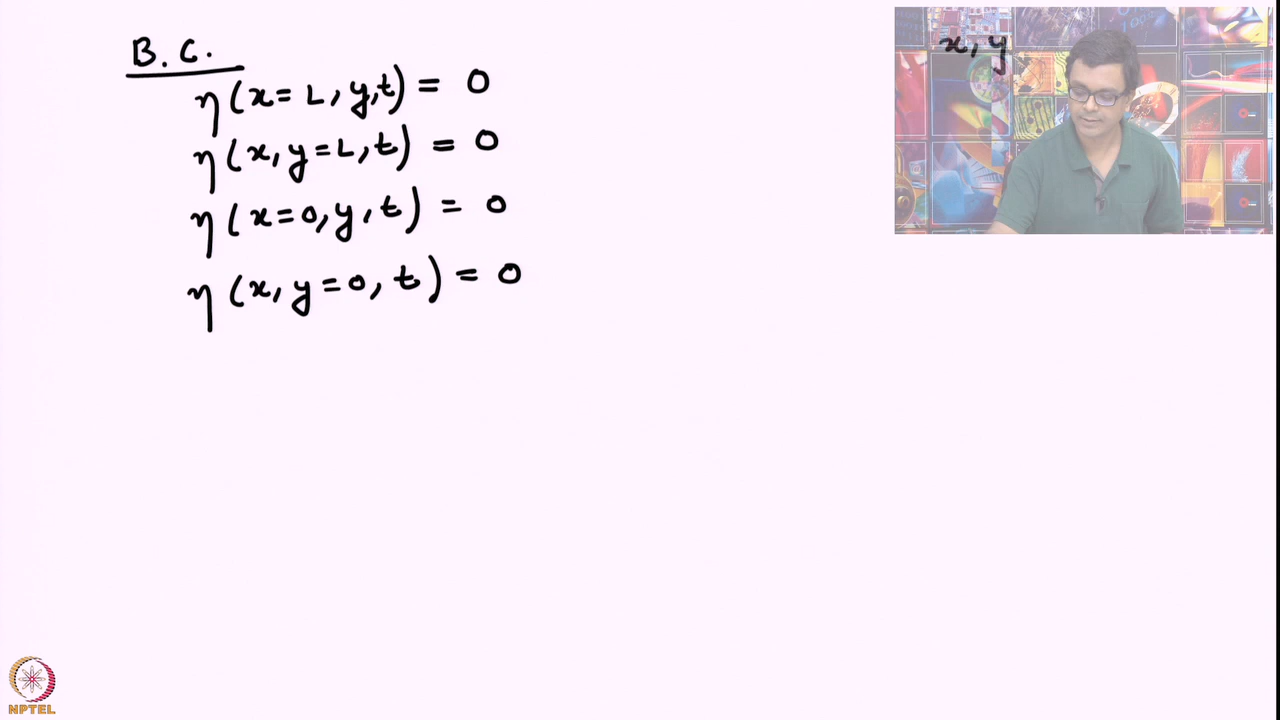 B.C.
x, y
η(x=L, y,t) = 0
η(x, y=L, t) = 0
η(x=0, y, t) = 0
η(x, y=0, t) = 0
NPTEL